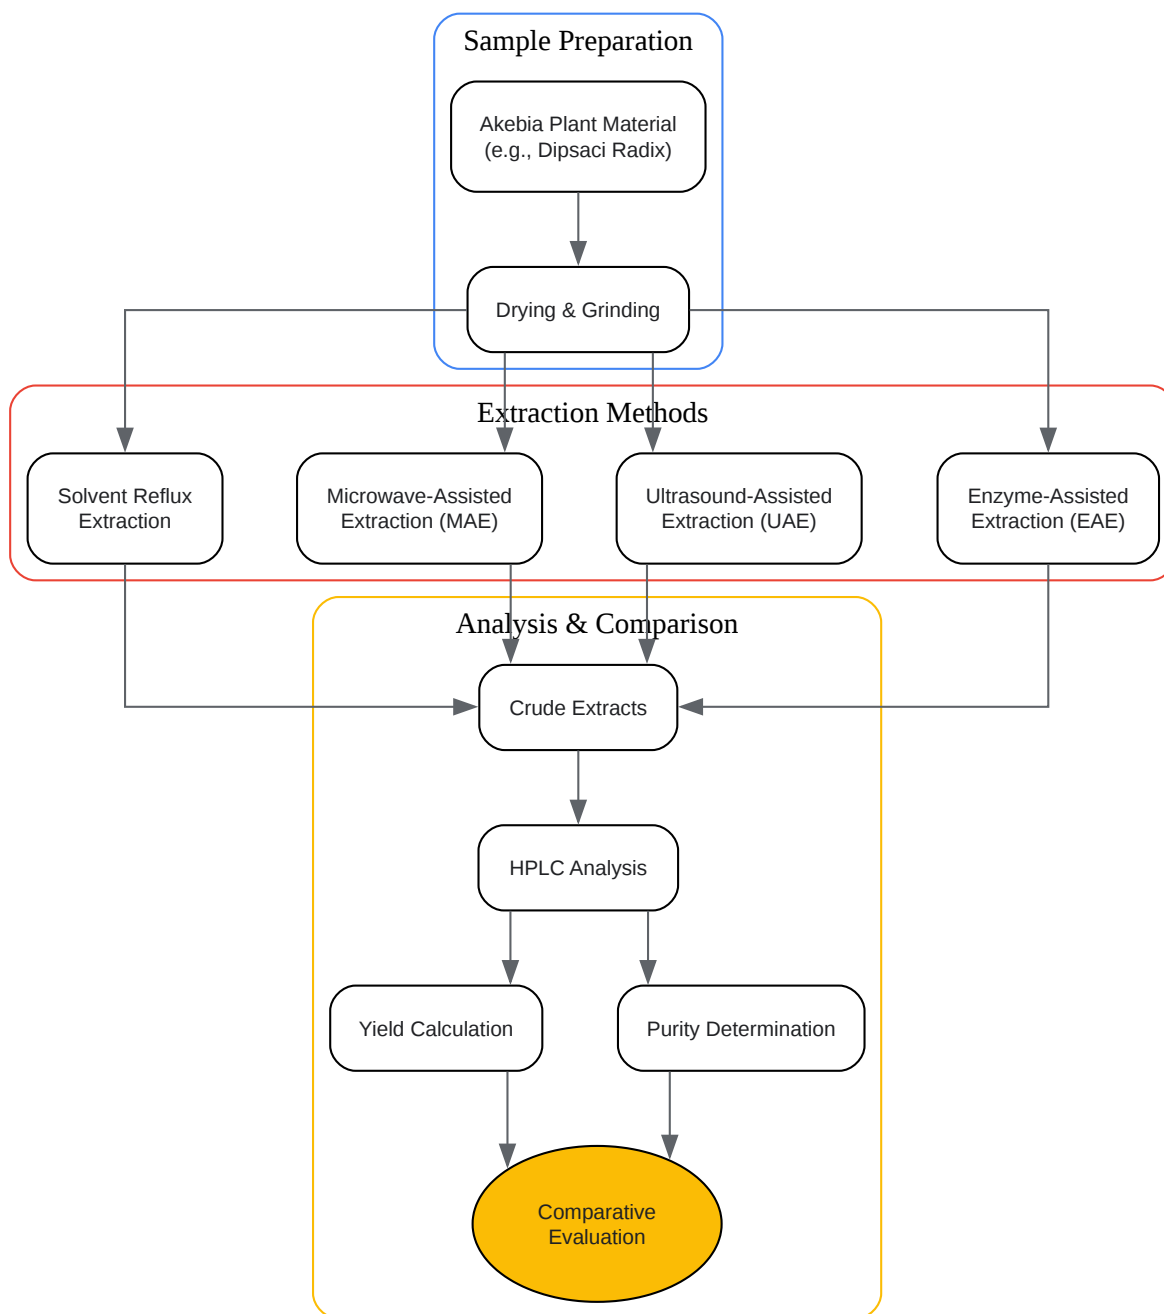 Sample Preparation
Akebia Plant Material
(e.g., Dipsaci Radix)
Drying & Grinding
Extraction Methods
Solvent Reflux
Extraction
Microwave-Assisted
Extraction (MAE)
Ultrasound-Assisted
Extraction (UAE)
Enzyme-Assisted
Extraction (EAE)
Analysis & Comparison
Crude Extracts
HPLC Analysis
Yield Calculation
Purity Determination
Comparative
Evaluation